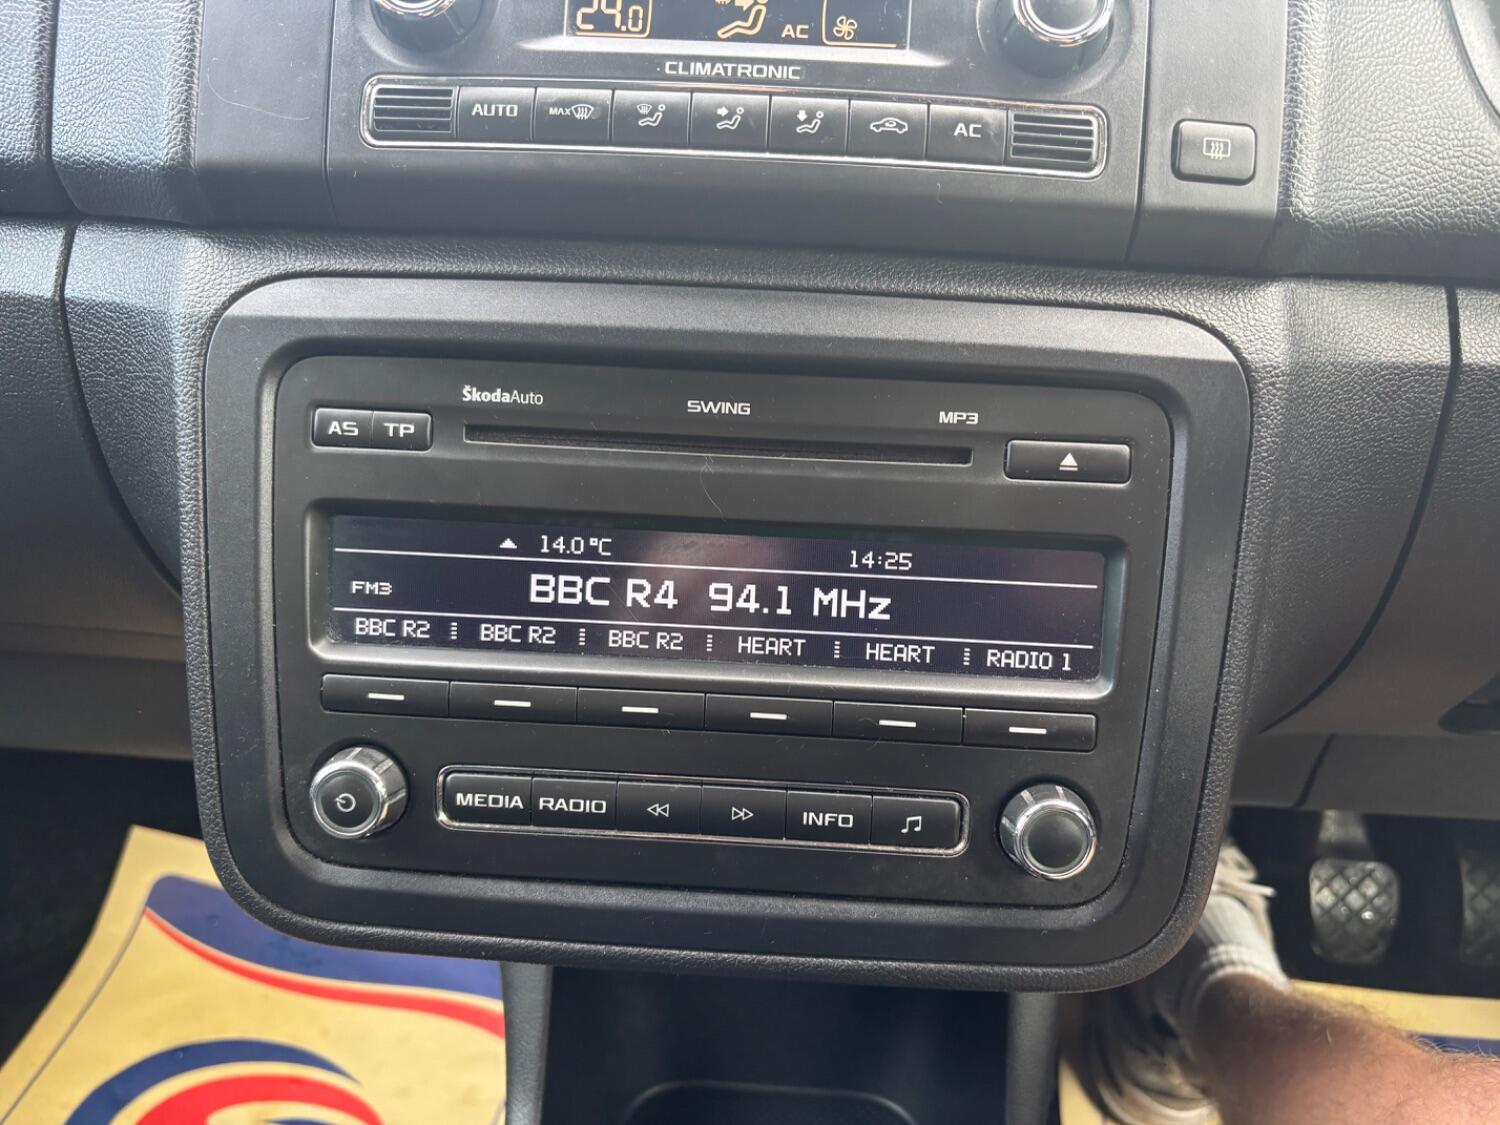 24.0 AC
CLIMATRONIC
AUTO MAX AC
ŠkodaAuto SWING MP3
AS TP
14.0 °C 14:25
FM3 BBC R4 94.1 MHz
BBC R2 BBC R2 BBC R2 HEART HEART RADIO 1
MEDIA RADIO INFO